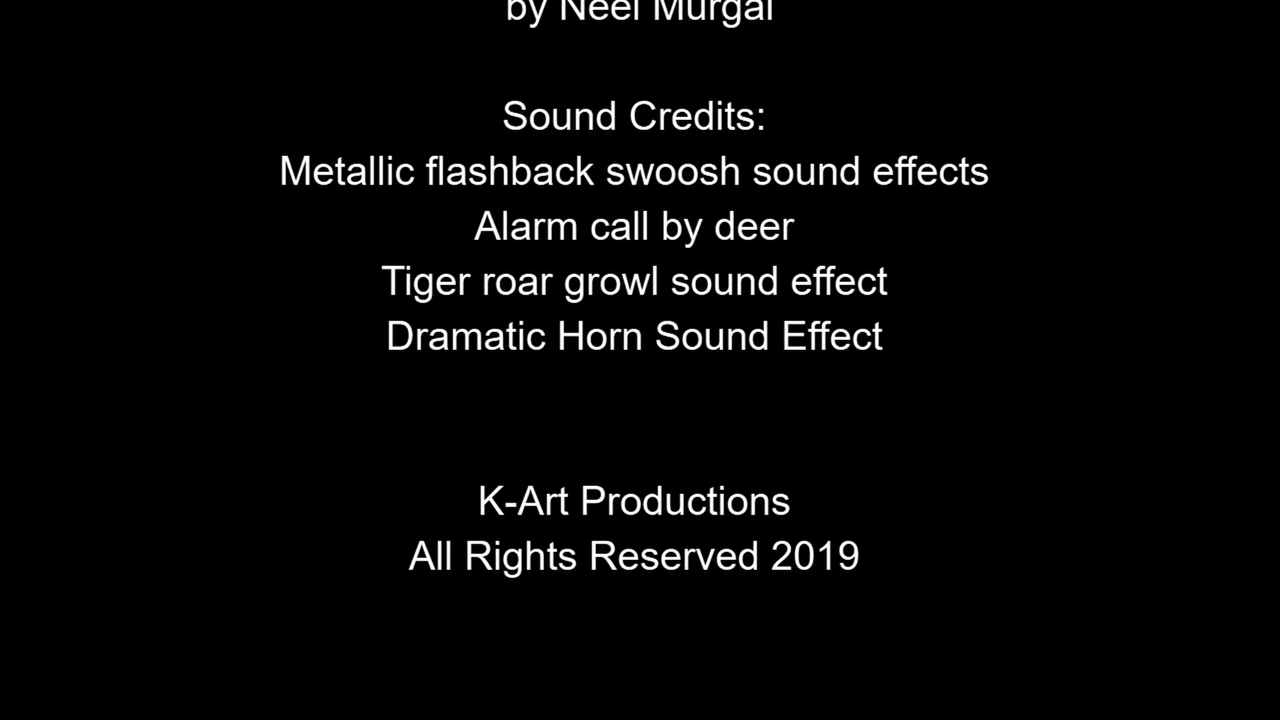 by Neel Murgai
Sound Credits:
Metallic flashback swoosh sound effects
Alarm call by deer
Tiger roar growl sound effect
Dramatic Horn Sound Effect
K-Art Productions
All Rights Reserved 2019